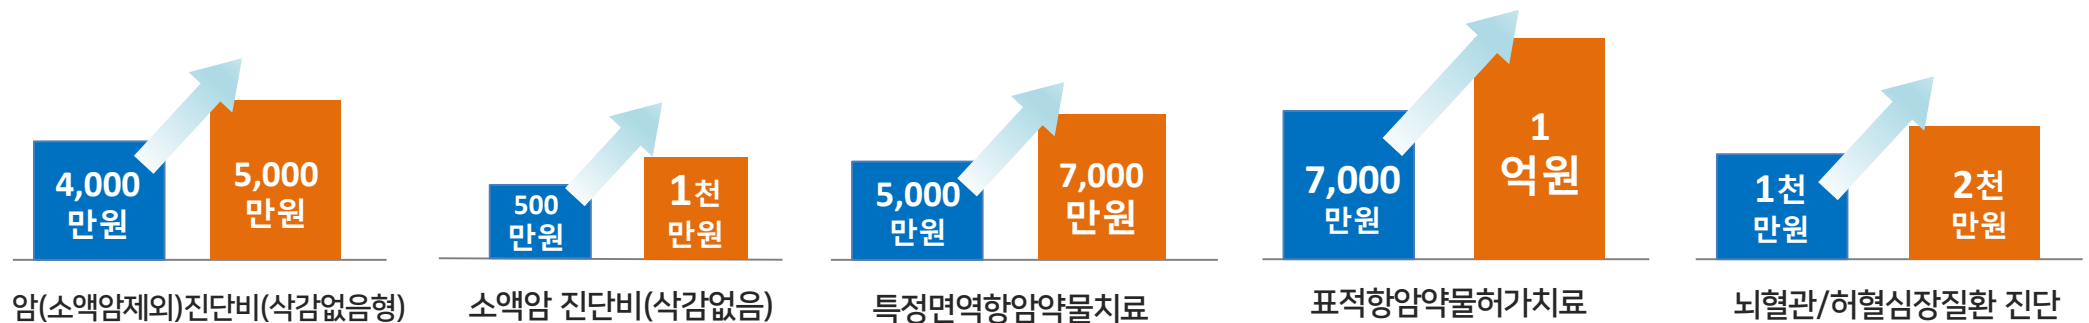 4,000
만원
5,000
만원
암(소액암제외)진단비(삭감없음형)
500
만원
1천
만원
소액암 진단비(삭감없음)
5,000
만원
7,000
만원
특정면역항암약물치료
7,000
만원
1
억원
표적항암약물허가치료
1천
만원
2천
만원
뇌혈관/허혈심장질환 진단